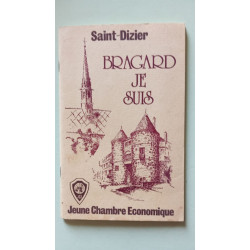 Saint-Dizier
BRAGARD
JE
SUIS
Jeune Chambre Economique